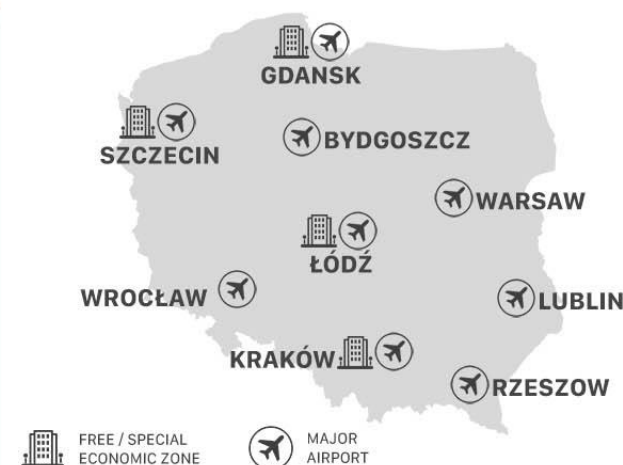 GDANSK
SZCZECIN
BYDGOSZCZ
WARSAW
ŁÓDŹ
WROCŁAW
LUBLIN
KRAKÓW
RZESZOW
FREE / SPECIAL
ECONOMIC ZONE
MAJOR
AIRPORT